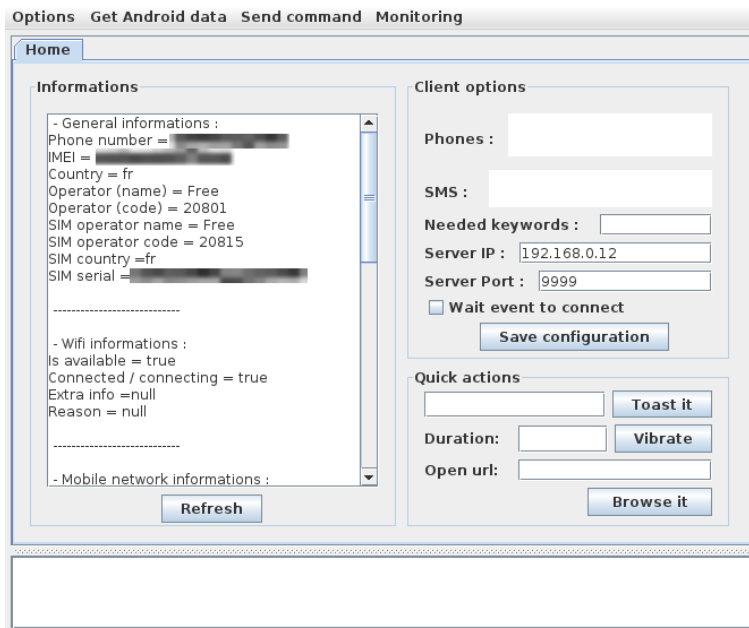 Options Get Android data Send command Monitoring
Home
Informations
- General informations :
Phone number =
IMEI =
Country = fr
Operator (name) = Free
Operator (code) = 20801
SIM operator name = Free
SIM operator code = 20815
SIM country =fr
SIM serial =
----------------------------
- Wifi informations :
Is available = true
Connected / connecting = true
Extra info =null
Reason = null
----------------------------
- Mobile network informations :
Refresh
Client options
Phones :
SMS :
Needed keywords :
Server IP : 192.168.0.12
Server Port : 9999
Wait event to connect
Save configuration
Quick actions
Toast it
Duration: Vibrate
Open url:
Browse it